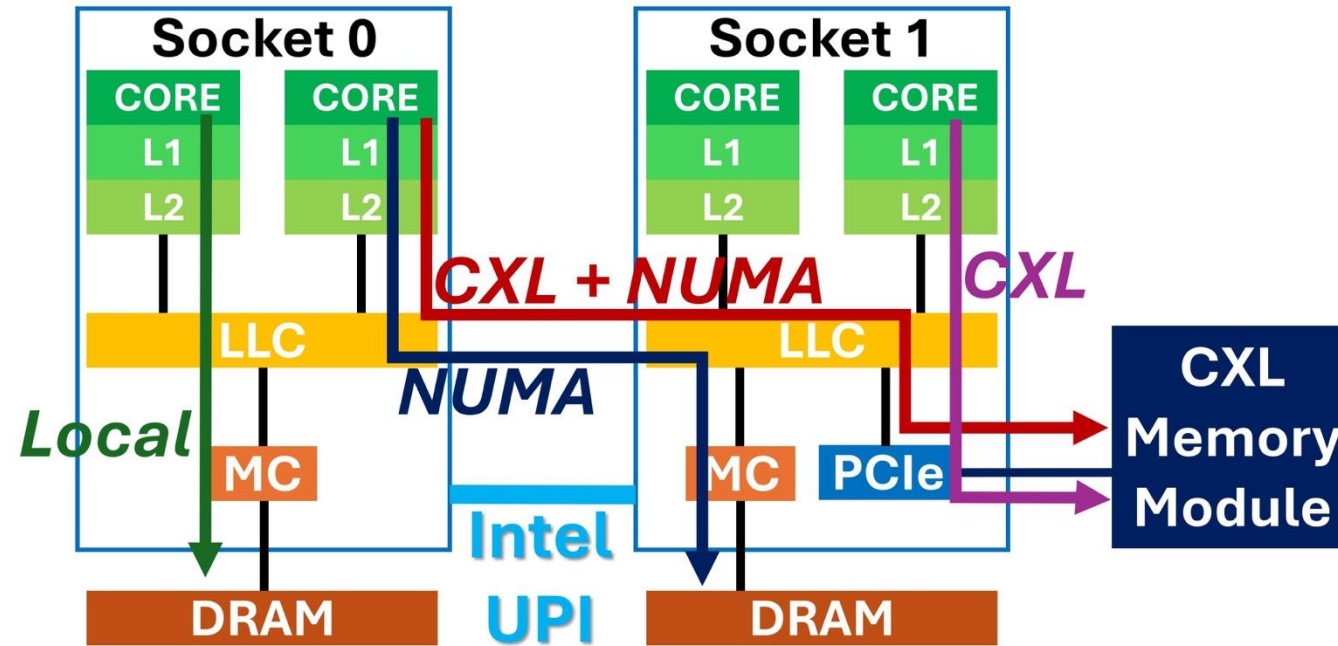 Socket 0
Socket 1
CORE
CORE
CORE
CORE
L1
L1
L1
L1
L2
L2
L2
L2
CXL + NUMA
CXL
LLC
LLC
NUMA
Local
MC
MC
PCIe
CXL
Memory
Module
Intel
UPI
DRAM
DRAM